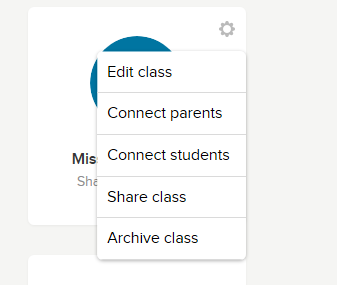 Edit class
Connect parents
Connect students
Share class
Archive class